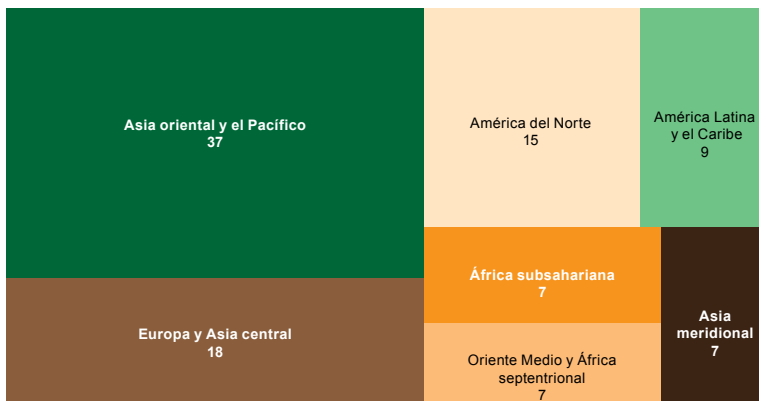 Asia oriental y el Pacífico
37
Europa y Asia central
18
América del Norte
15
América Latina
y el Caribe
9
África subsahariana
7
Oriente Medio y África
septentrional
7
Asia
meridional
7